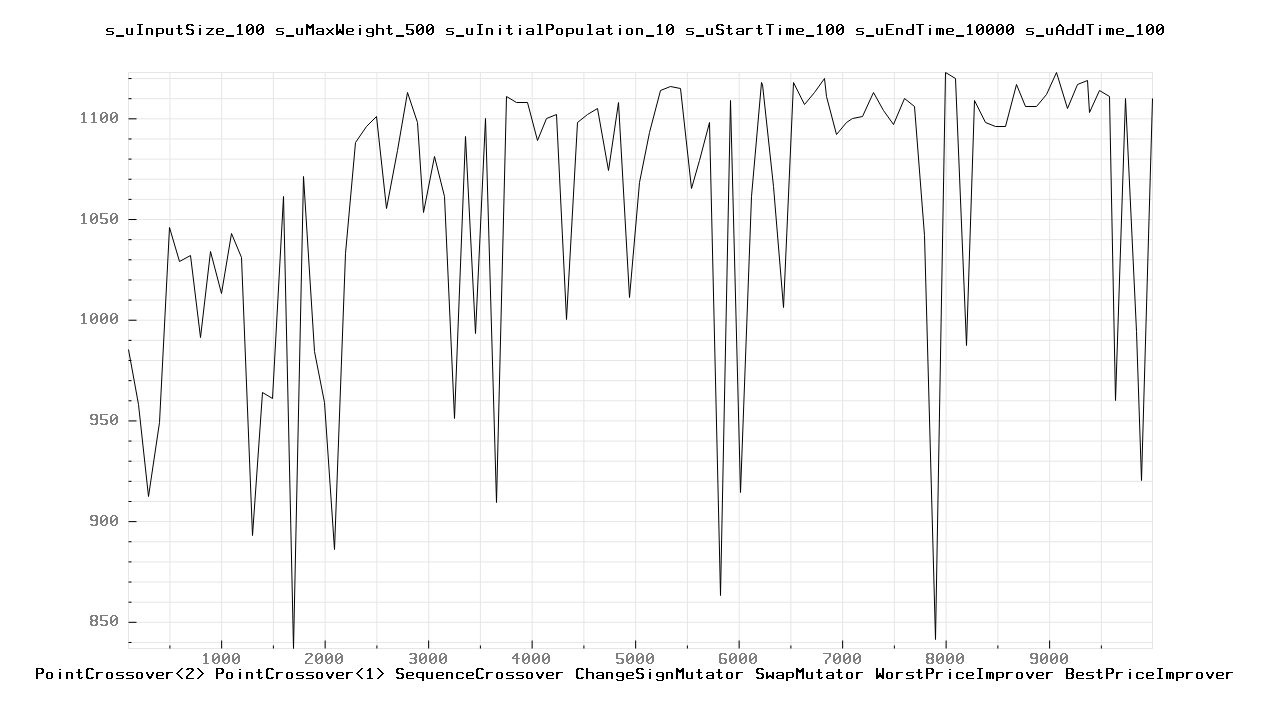 s_uInputSize_100 s_uMaxWeight_500 s_uInitialPopulation_10 s_uStartTime_100 s_uEndTime_10000 s_uAddTime_100
1100
1050
1000
950
900
850
1000 2000 3000 4000 5000 6000 7000 8000 9000
PointCrossover<2> PointCrossover<1> SequenceCrossover ChangeSignMutator SwapMutator WorstPriceImprover BestPriceImprover